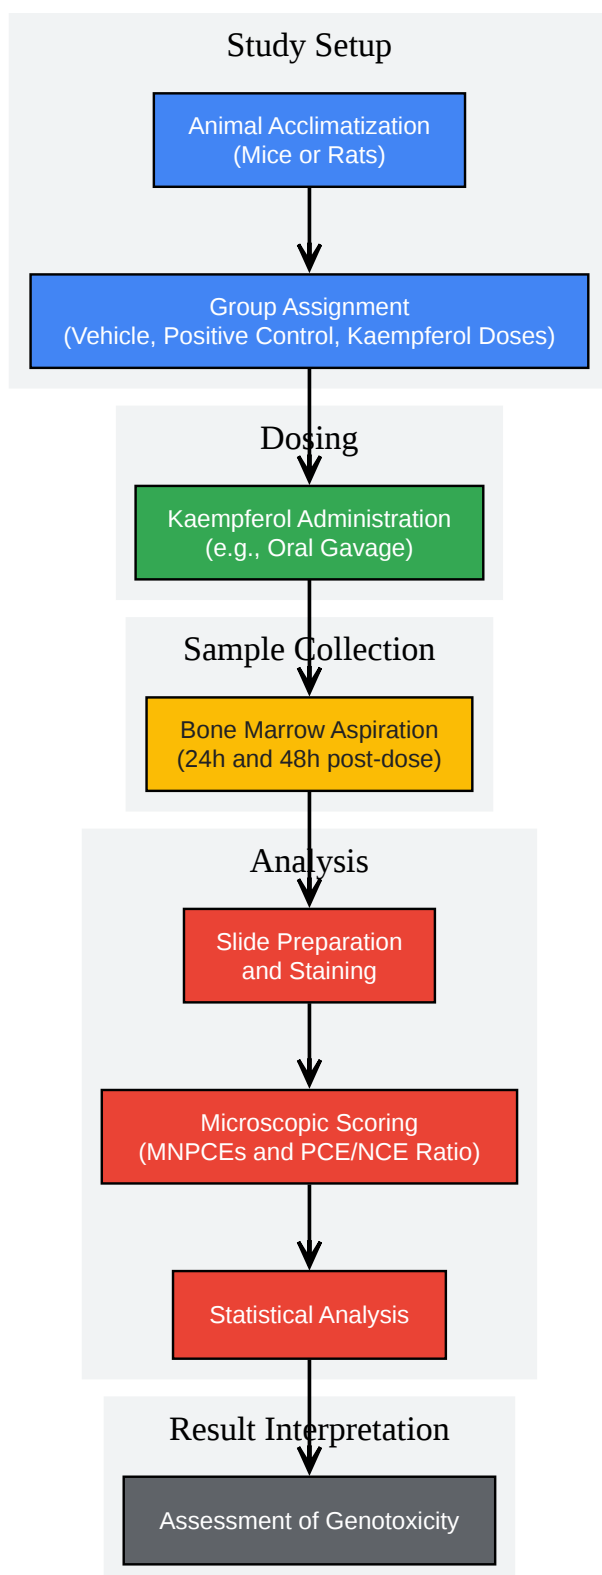 Study Setup
Animal Acclimatization
(Mice or Rats)
Group Assignment
(Vehicle, Positive Control, Kaempferol Doses)
Dosing
Kaempferol Administration
(e.g., Oral Gavage)
Sample Collection
Bone Marrow Aspiration
(24h and 48h post-dose)
Analysis
Slide Preparation
and Staining
Microscopic Scoring
(MNPCEs and PCE/NCE Ratio)
Statistical Analysis
Result Interpretation
Assessment of Genotoxicity